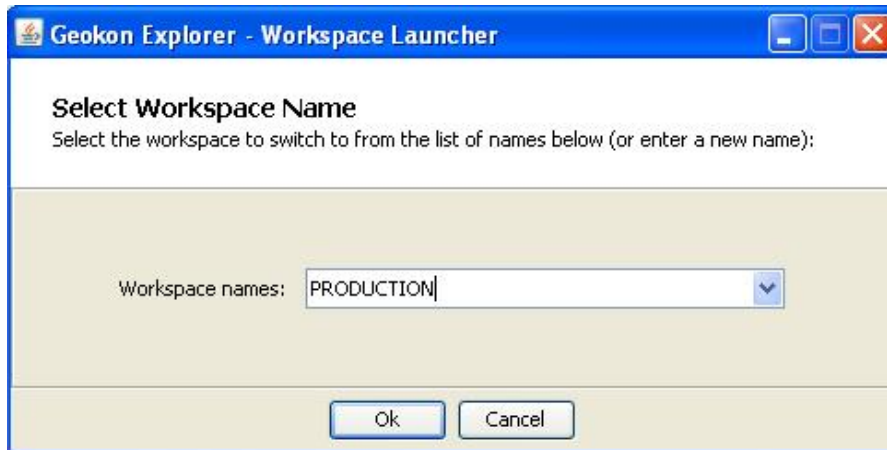 Geokon Explorer - Workspace Launcher
Select Workspace Name
Select the workspace to switch to from the list of names below (or enter a new name):
Workspace names: PRODUCTION
Ok Cancel